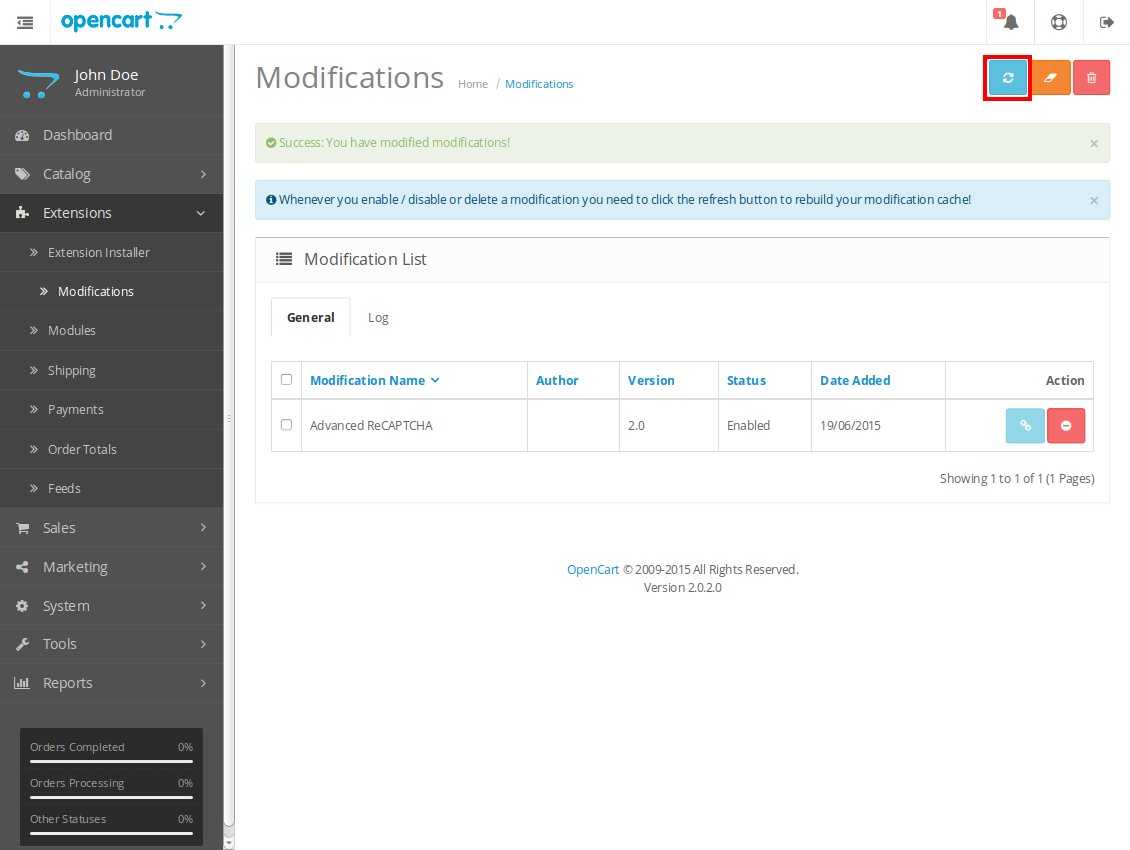 opencart
1
John Doe
Administrator
Dashboard
Catalog
Extensions
Extension Installer
Modifications
Modules
Shipping
Payments
Order Totals
Feeds
Sales
Marketing
System
Tools
Reports
Orders Completed 0%
Orders Processing 0%
Other Statuses 0%
Modifications Home / Modifications
Success: You have modified modifications! ×
Whenever you enable / disable or delete a modification you need to click the refresh button to rebuild your modification cache! ×
Modification List
General Log
Modification Name Author Version Status Date Added Action
Advanced ReCAPTCHA 2.0 Enabled 19/06/2015
Showing 1 to 1 of 1 (1 Pages)
OpenCart © 2009-2015 All Rights Reserved.
Version 2.0.2.0